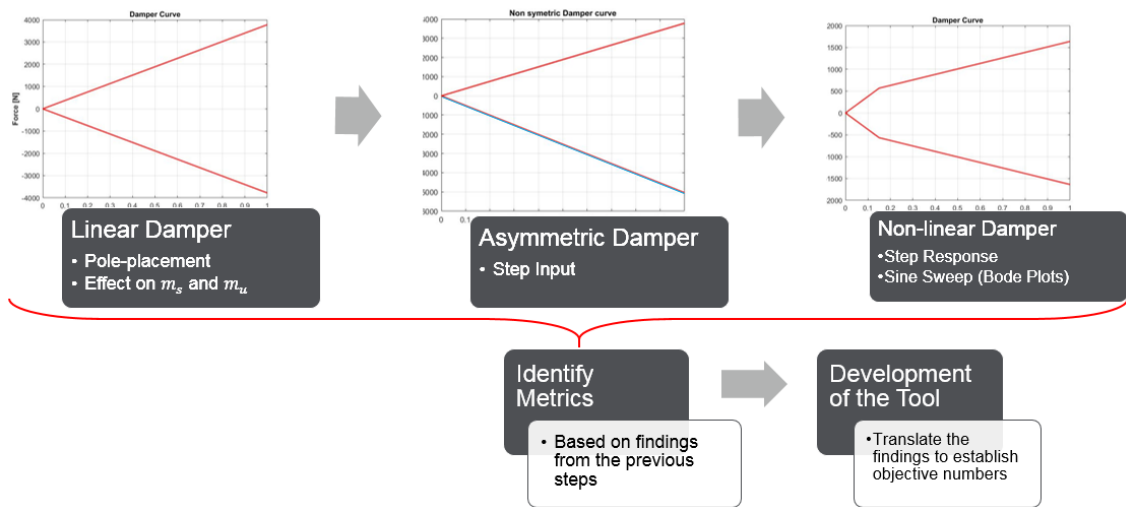 Damper Curve
4000
3000
2000
1000
0
-1000
-2000
-3000
-4000
Force [N]
0 0.1 0.2 0.3 0.4 0.5 0.6 0.7 0.8 0.9 1
Linear Damper
• Pole-placement
• Effect on mₛ and mᵤ
Non symetric Damper curve
4000
3000
2000
1000
0
1000
2000
3000
4000
5000
0 0.1
Asymmetric Damper
• Step Input
Damper Curve
2000
1500
1000
500
0
-500
1000
1500
2000
0 0.1 0.2 0.3 0.4 0.5 0.6 0.7 0.8 0.9 1
Non-linear Damper
•Step Response
•Sine Sweep (Bode Plots)
Identify
Metrics
• Based on findings
from the previous
steps
Development
of the Tool
•Translate the
findings to establish
objective numbers